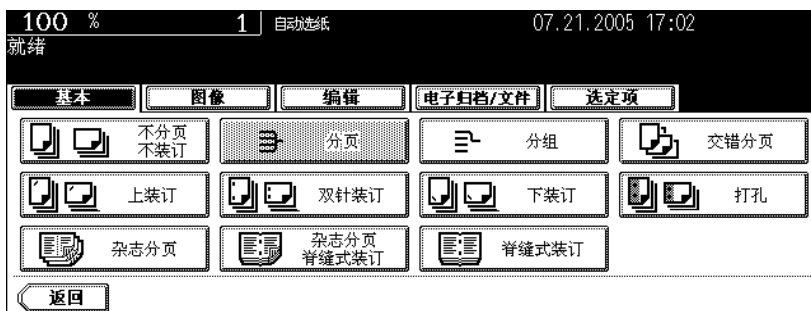 100 % 1 自动选纸 07.21.2005 17:02
就绪
基本 图像 编辑 电子归档/文件 选定项
不分页
不装订
分页 分组 交错分页
上装订 双针装订 下装订 打孔
杂志分页
杂志分页
脊缝式装订
脊缝式装订
返回